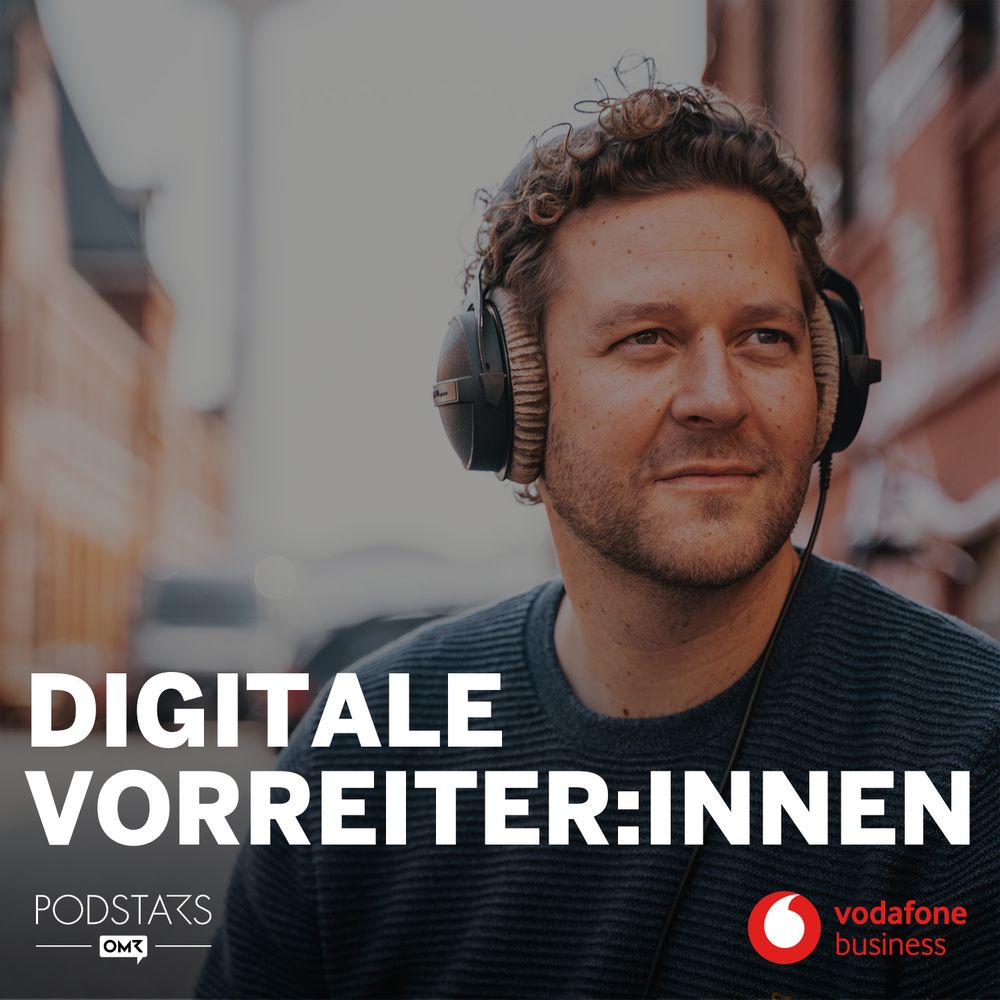 DIGITALE
VORREITER:INNEN
PODSTARS
OMR
vodafone
business